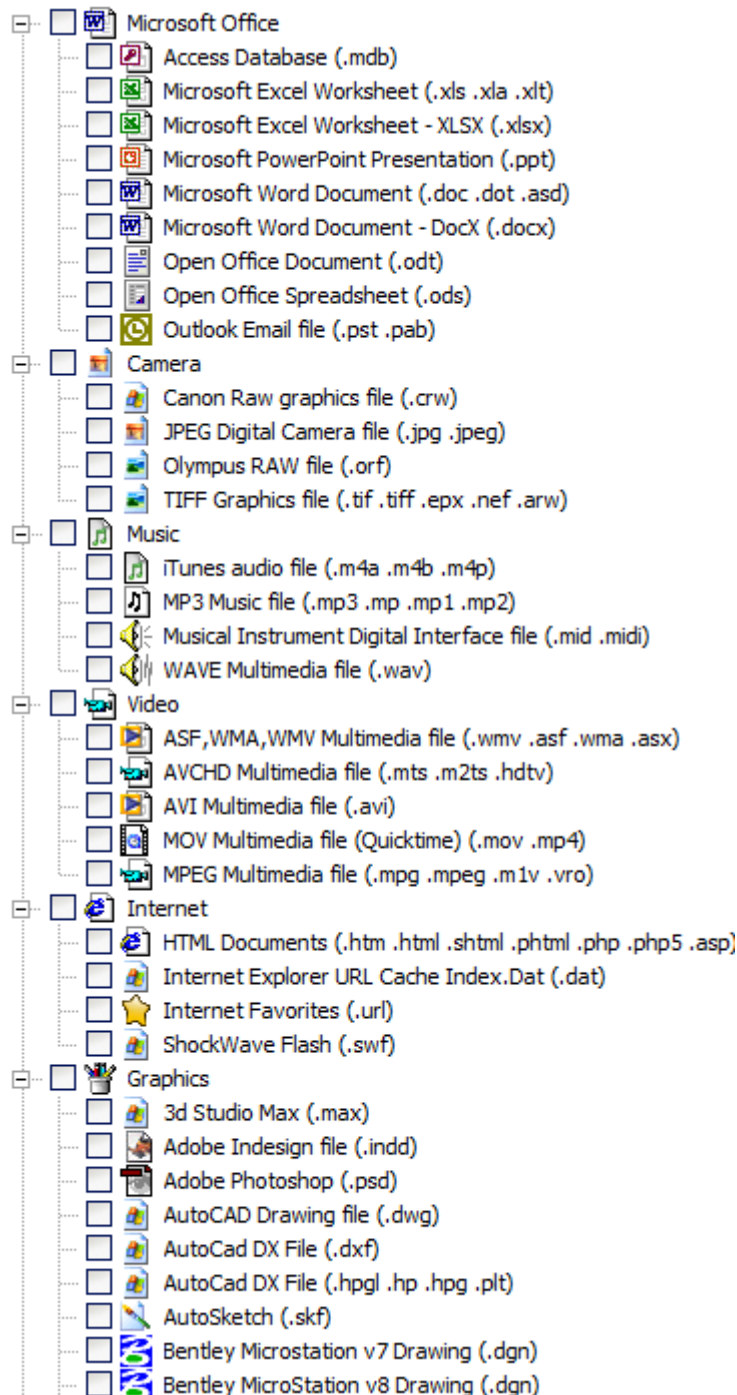 Microsoft Office
Access Database (.mdb)
Microsoft Excel Worksheet (.xls .xla .xlt)
Microsoft Excel Worksheet - XLSX (.xlsx)
Microsoft PowerPoint Presentation (.ppt)
Microsoft Word Document (.doc .dot .asd)
Microsoft Word Document - DocX (.docx)
Open Office Document (.odt)
Open Office Spreadsheet (.ods)
Outlook Email file (.pst .pab)
Camera
Canon Raw graphics file (.crw)
JPEG Digital Camera file (.jpg .jpeg)
Olympus RAW file (.orf)
TIFF Graphics file (.tif .tiff .epx .nef .arw)
Music
iTunes audio file (.m4a .m4b .m4p)
MP3 Music file (.mp3 .mp .mp1 .mp2)
Musical Instrument Digital Interface file (.mid .midi)
WAVE Multimedia file (.wav)
Video
ASF,WMA,WMV Multimedia file (.wmv .asf .wma .asx)
AVCHD Multimedia file (.mts .m2ts .hdtv)
AVI Multimedia file (.avi)
MOV Multimedia file (Quicktime) (.mov .mp4)
MPEG Multimedia file (.mpg .mpeg .m1v .vro)
Internet
HTML Documents (.htm .html .shtml .phtml .php .php5 .asp)
Internet Explorer URL Cache Index.Dat (.dat)
Internet Favorites (.url)
ShockWave Flash (.swf)
Graphics
3d Studio Max (.max)
Adobe Indesign file (.indd)
Adobe Photoshop (.psd)
AutoCAD Drawing file (.dwg)
AutoCad DX File (.dxf)
AutoCad DX File (.hpgl .hp .hpg .plt)
AutoSketch (.skf)
Bentley Microstation v7 Drawing (.dgn)
Bentley MicroStation v8 Drawing (.dgn)